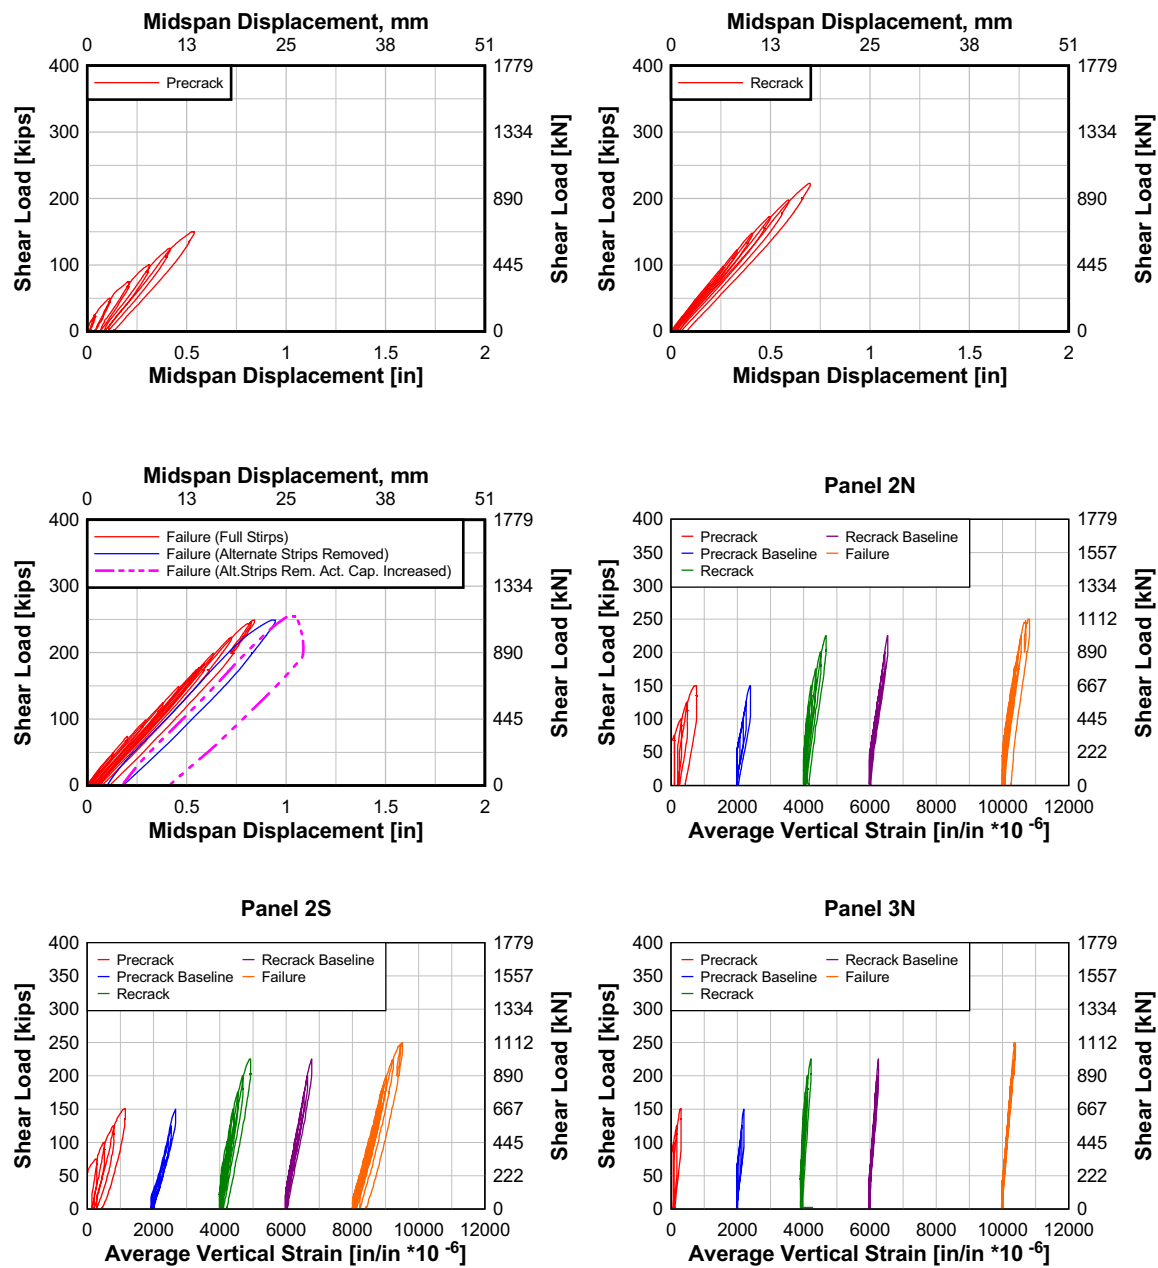 Midspan Displacement, mm
0 13 25 38 51
400 1779
Precrack
300 1334
200 890
100 445
0 0
Shear Load [kips]
Shear Load [kN]
0 0.5 1 1.5 2
Midspan Displacement [in]
Midspan Displacement, mm
0 13 25 38 51
400 1779
Recrack
300 1334
200 890
100 445
0 0
Shear Load [kips]
Shear Load [kN]
0 0.5 1 1.5 2
Midspan Displacement [in]
Midspan Displacement, mm
0 13 25 38 51
400 1779
Failure (Full Stirps)
Failure (Alternate Strips Removed)
Failure (Alt.Strips Rem. Act. Cap. Increased)
300 1334
200 890
100 445
0 0
Shear Load [kips]
Shear Load [kN]
0 0.5 1 1.5 2
Midspan Displacement [in]
Panel 2N
400 1779
Precrack Recrack Baseline
Precrack Baseline Failure
Recrack
350 1557
300 1334
250 1112
200 890
150 667
100 445
50 222
0 0
Shear Load [kips]
Shear Load [kN]
0 2000 4000 6000 8000 10000 12000
Average Vertical Strain [in/in *10 -6]
Panel 2S
400 1779
Precrack Recrack Baseline
Precrack Baseline Failure
Recrack
350 1557
300 1334
250 1112
200 890
150 667
100 445
50 222
0 0
Shear Load [kips]
Shear Load [kN]
0 2000 4000 6000 8000 10000 12000
Average Vertical Strain [in/in *10 -6]
Panel 3N
400 1779
Precrack Recrack Baseline
Precrack Baseline Failure
Recrack
350 1557
300 1334
250 1112
200 890
150 667
100 445
50 222
0 0
Shear Load [kips]
Shear Load [kN]
0 2000 4000 6000 8000 10000 12000
Average Vertical Strain [in/in *10 -6]